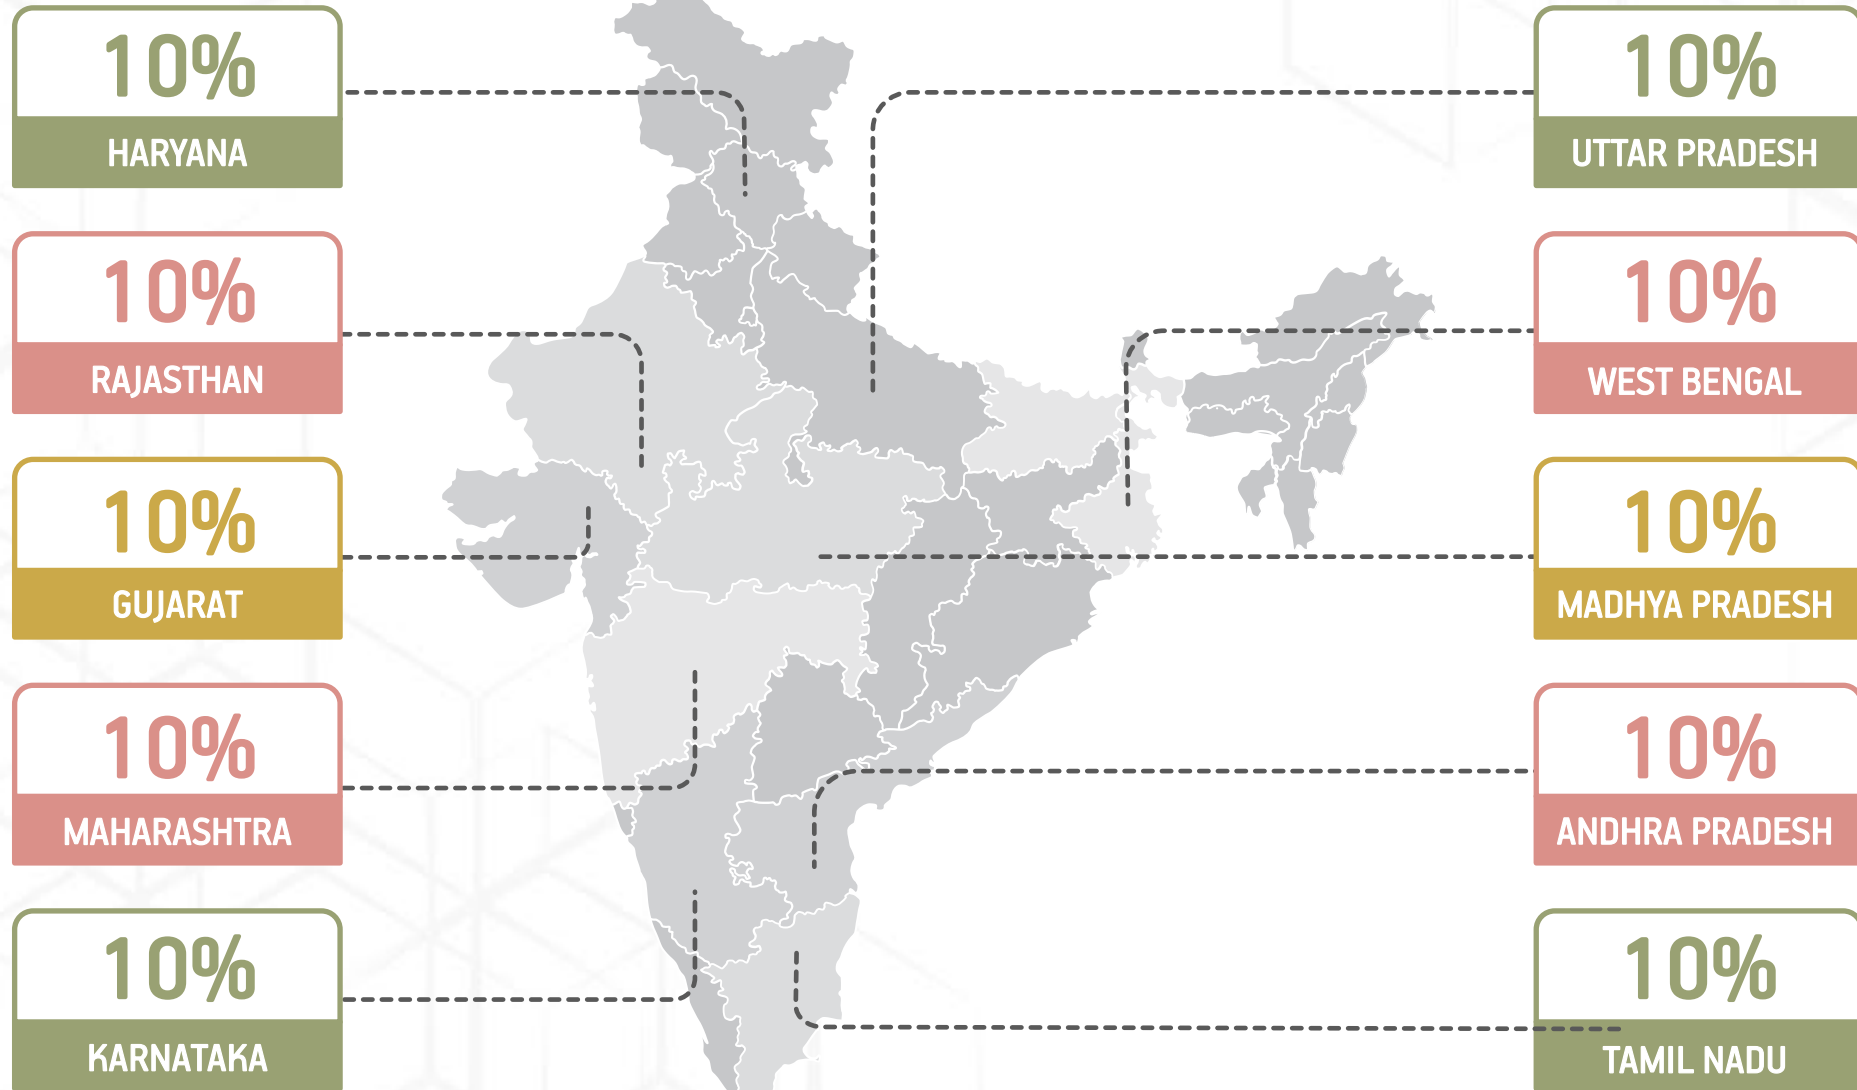 10%
HARYANA
10%
RAJASTHAN
10%
GUJARAT
10%
MAHARASHTRA
10%
KARNATAKA
10%
UTTAR PRADESH
10%
WEST BENGAL
10%
MADHYA PRADESH
10%
ANDHRA PRADESH
10%
TAMIL NADU